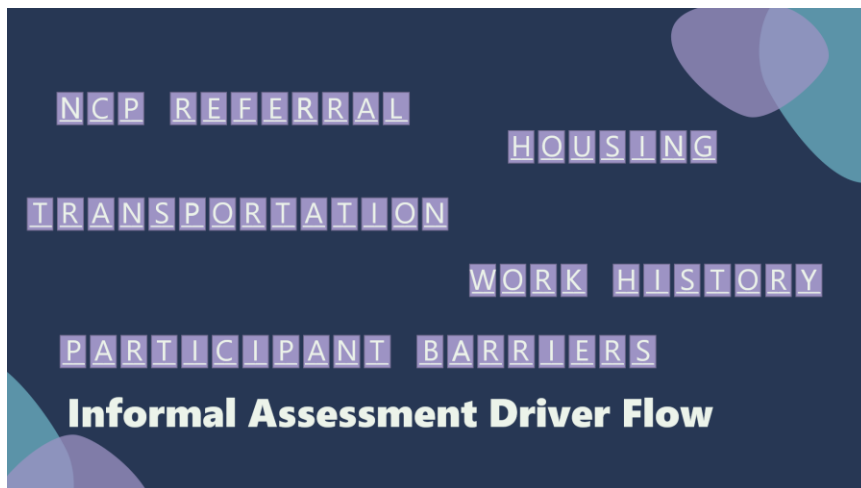 NCP REFERRAL
HOUSING
TRANSPORTATION
WORK HISTORY
PARTICIPANT BARRIERS
Informal Assessment Driver Flow